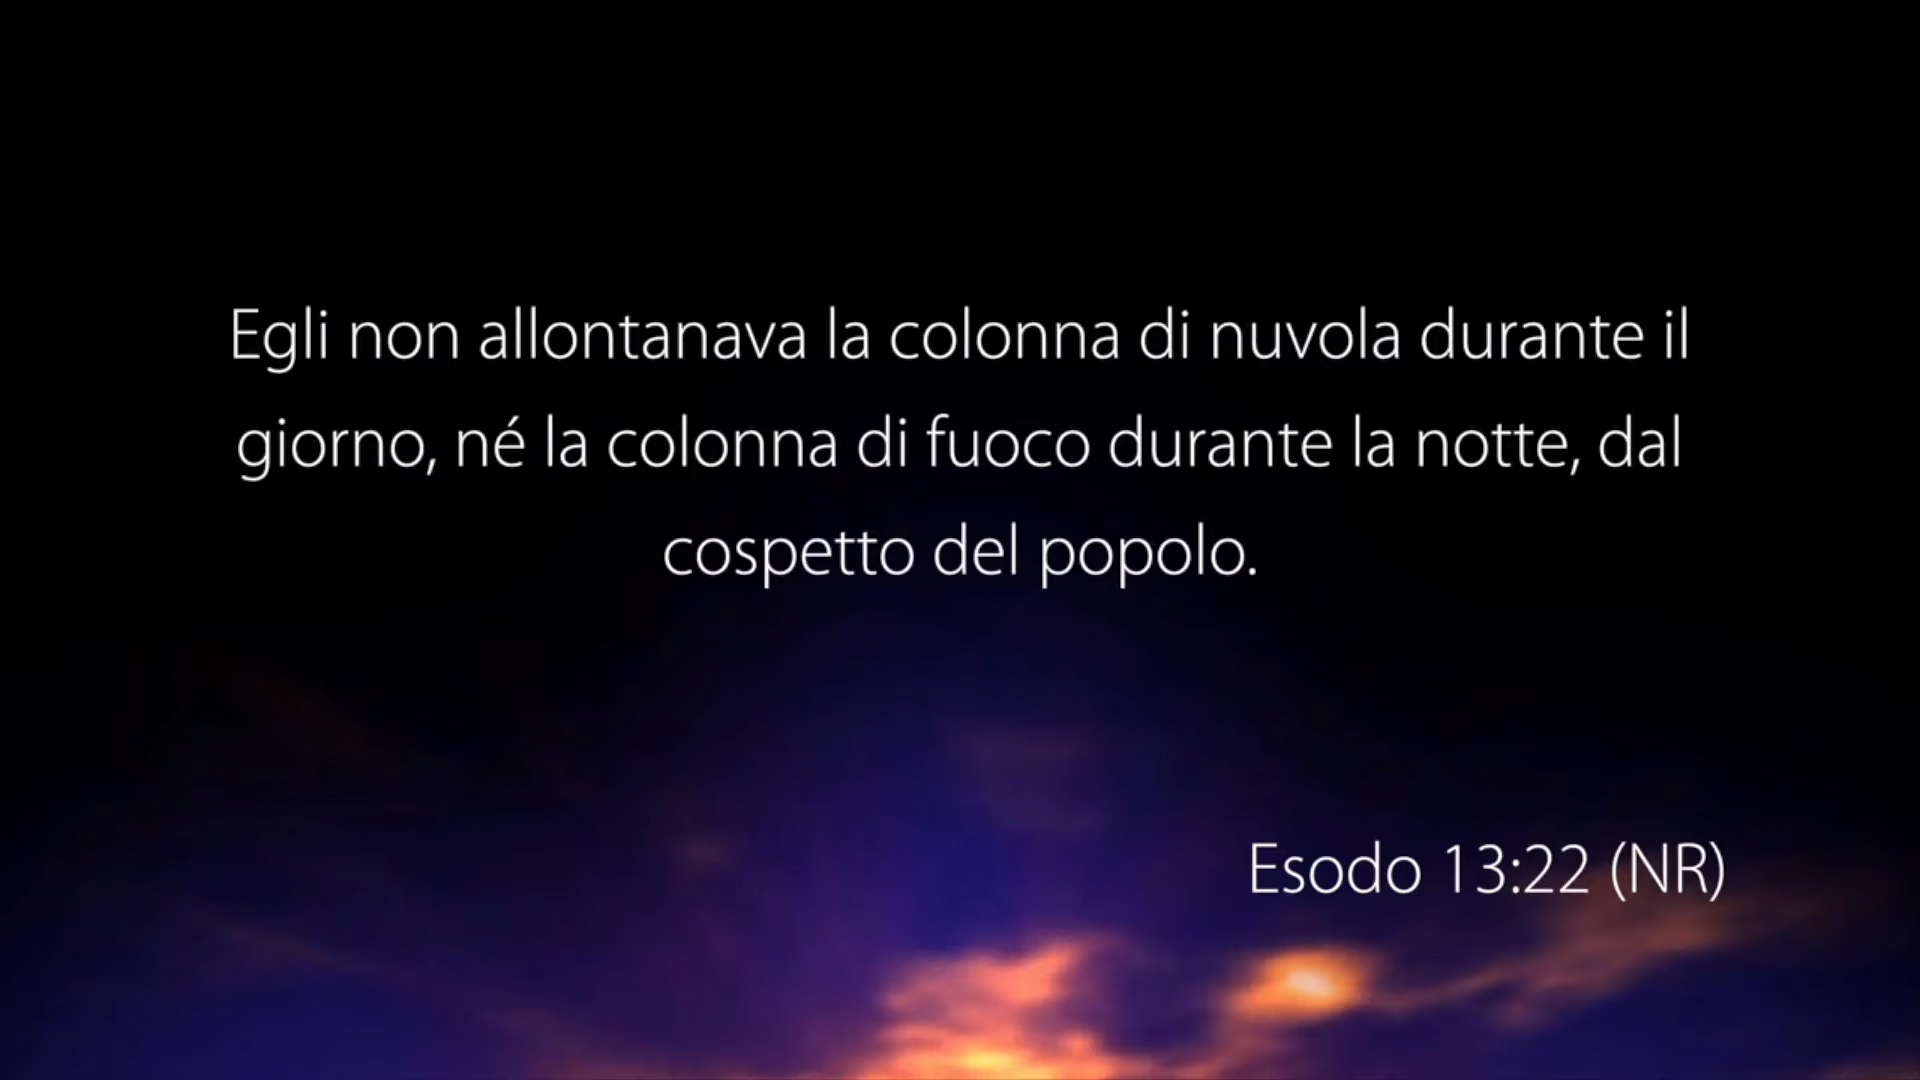 Egli non allontanava la colonna di nuvola durante il
giorno, né la colonna di fuoco durante la notte, dal
cospetto del popolo.
Esodo 13:22 (NR)